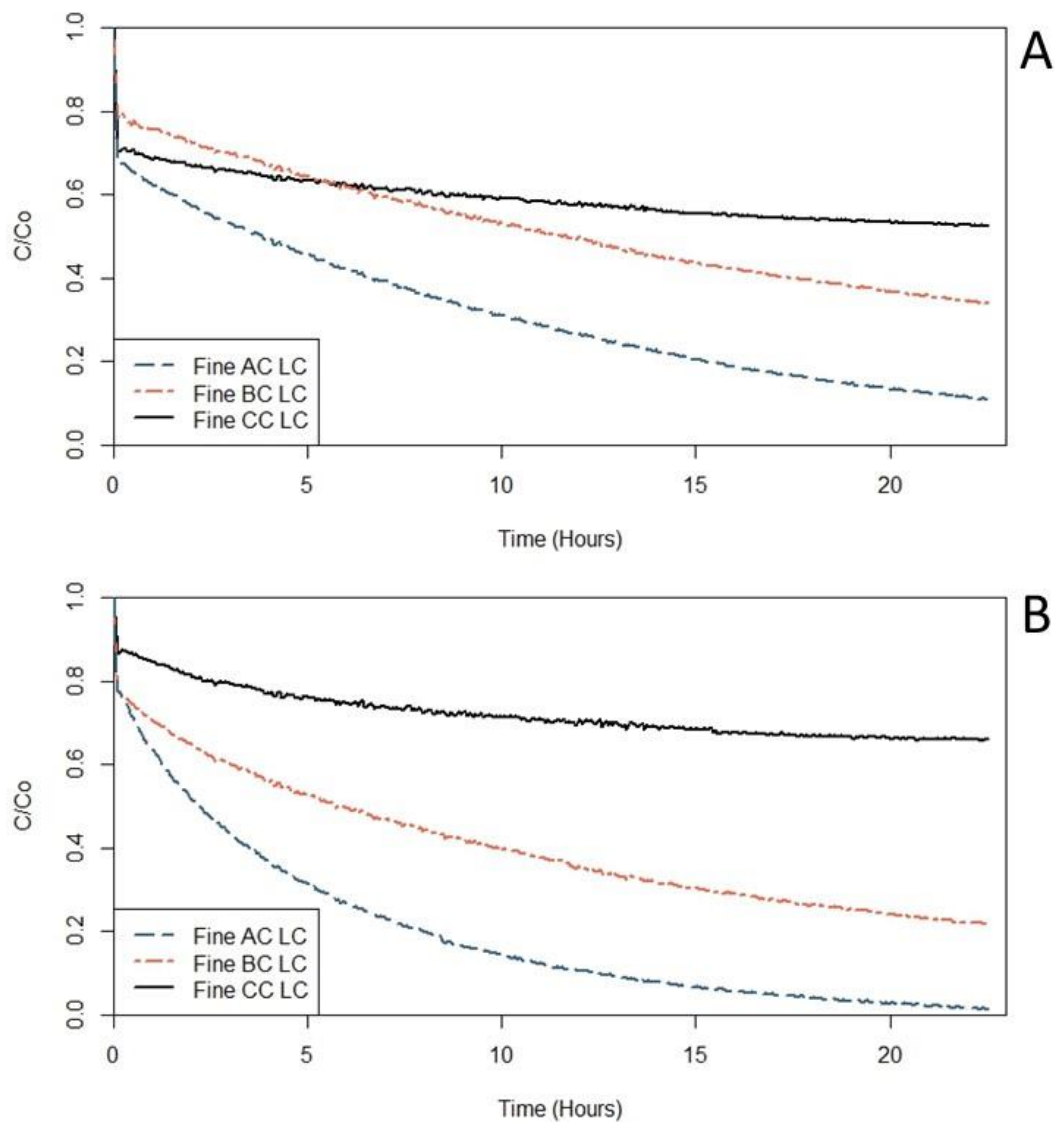 A
1.0
0.8
0.6
0.4
0.2
0.0
C/Co
Fine AC LC
Fine BC LC
Fine CC LC
0 5 10 15 20
Time (Hours)
B
1.0
0.8
0.6
0.4
0.2
0.0
C/Co
Fine AC LC
Fine BC LC
Fine CC LC
0 5 10 15 20
Time (Hours)